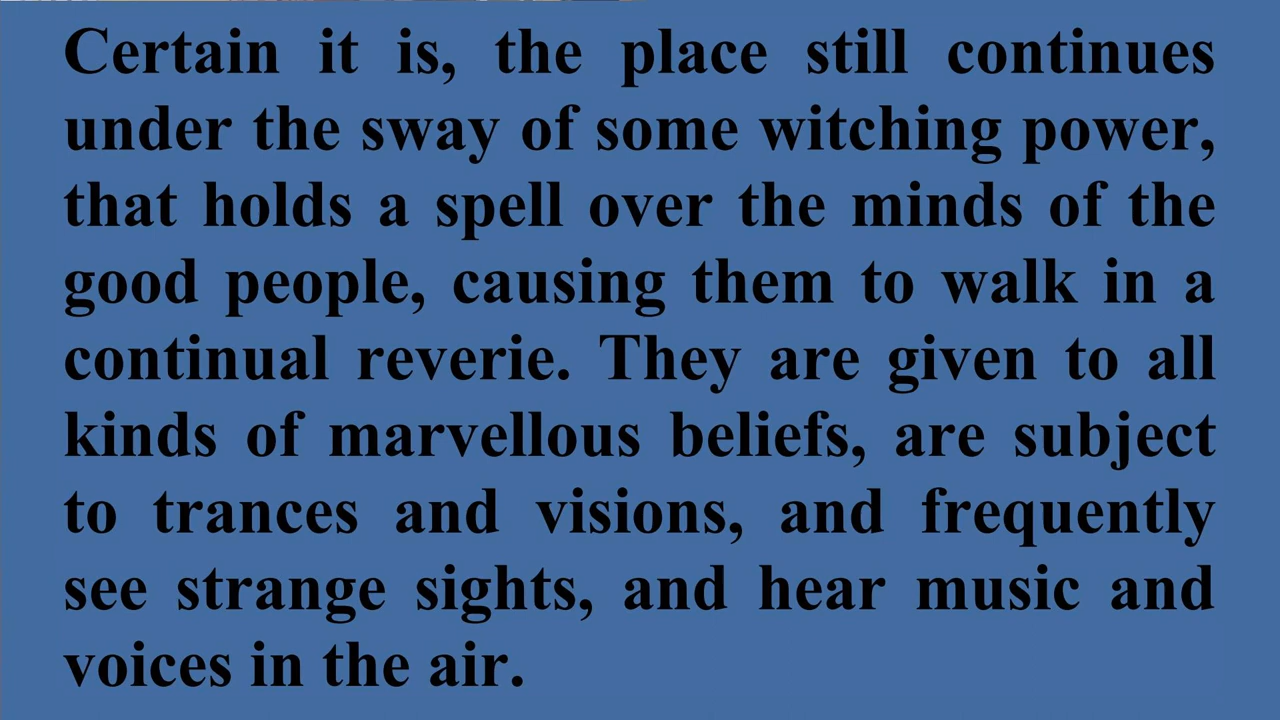 Certain it is, the place still continues
under the sway of some witching power,
that holds a spell over the minds of the
good people, causing them to walk in a
continual reverie. They are given to all
kinds of marvellous beliefs, are subject
to trances and visions, and frequently
see strange sights, and hear music and
voices in the air.